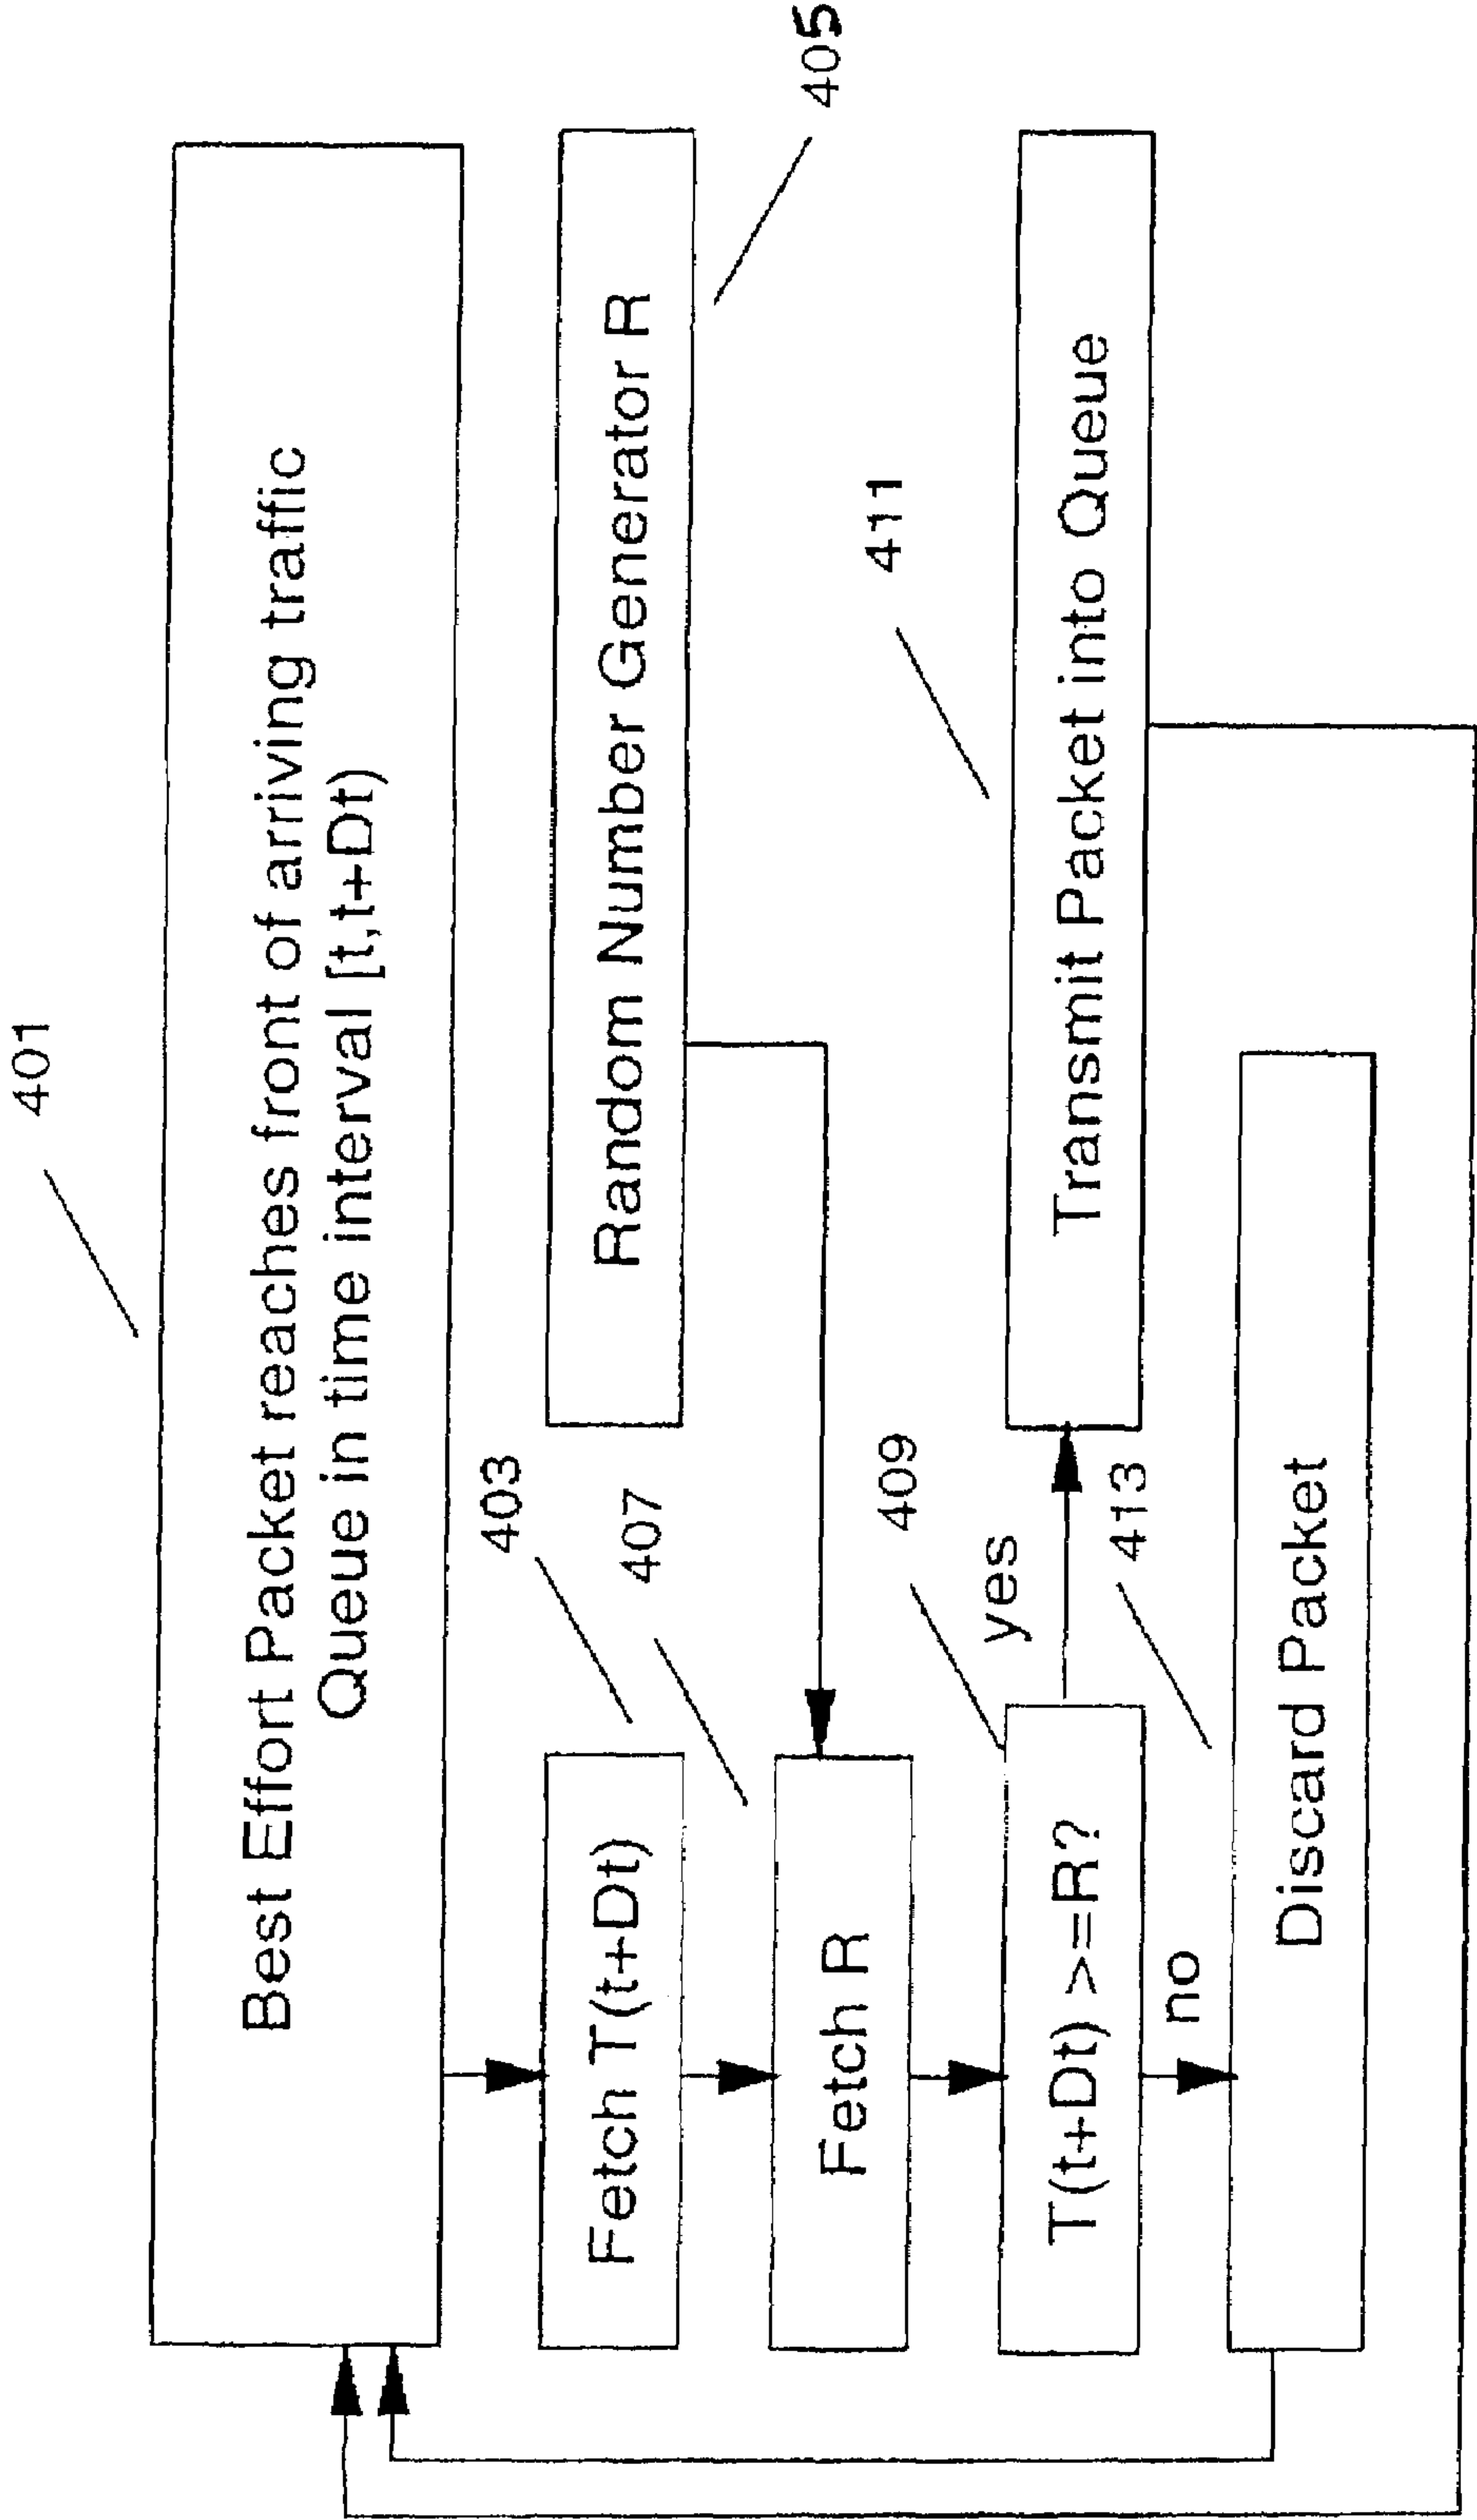 401
Best Effort Packet reaches front of arriving traffic
Queue in time interval [t,t+Dt)
403
Fetch T(t+Dt)
405
Random Number Generator R
407
Fetch R
409
T(t+Dt) >=R?
yes
411
Transmit Packet into Queue
no
413
Discard Packet